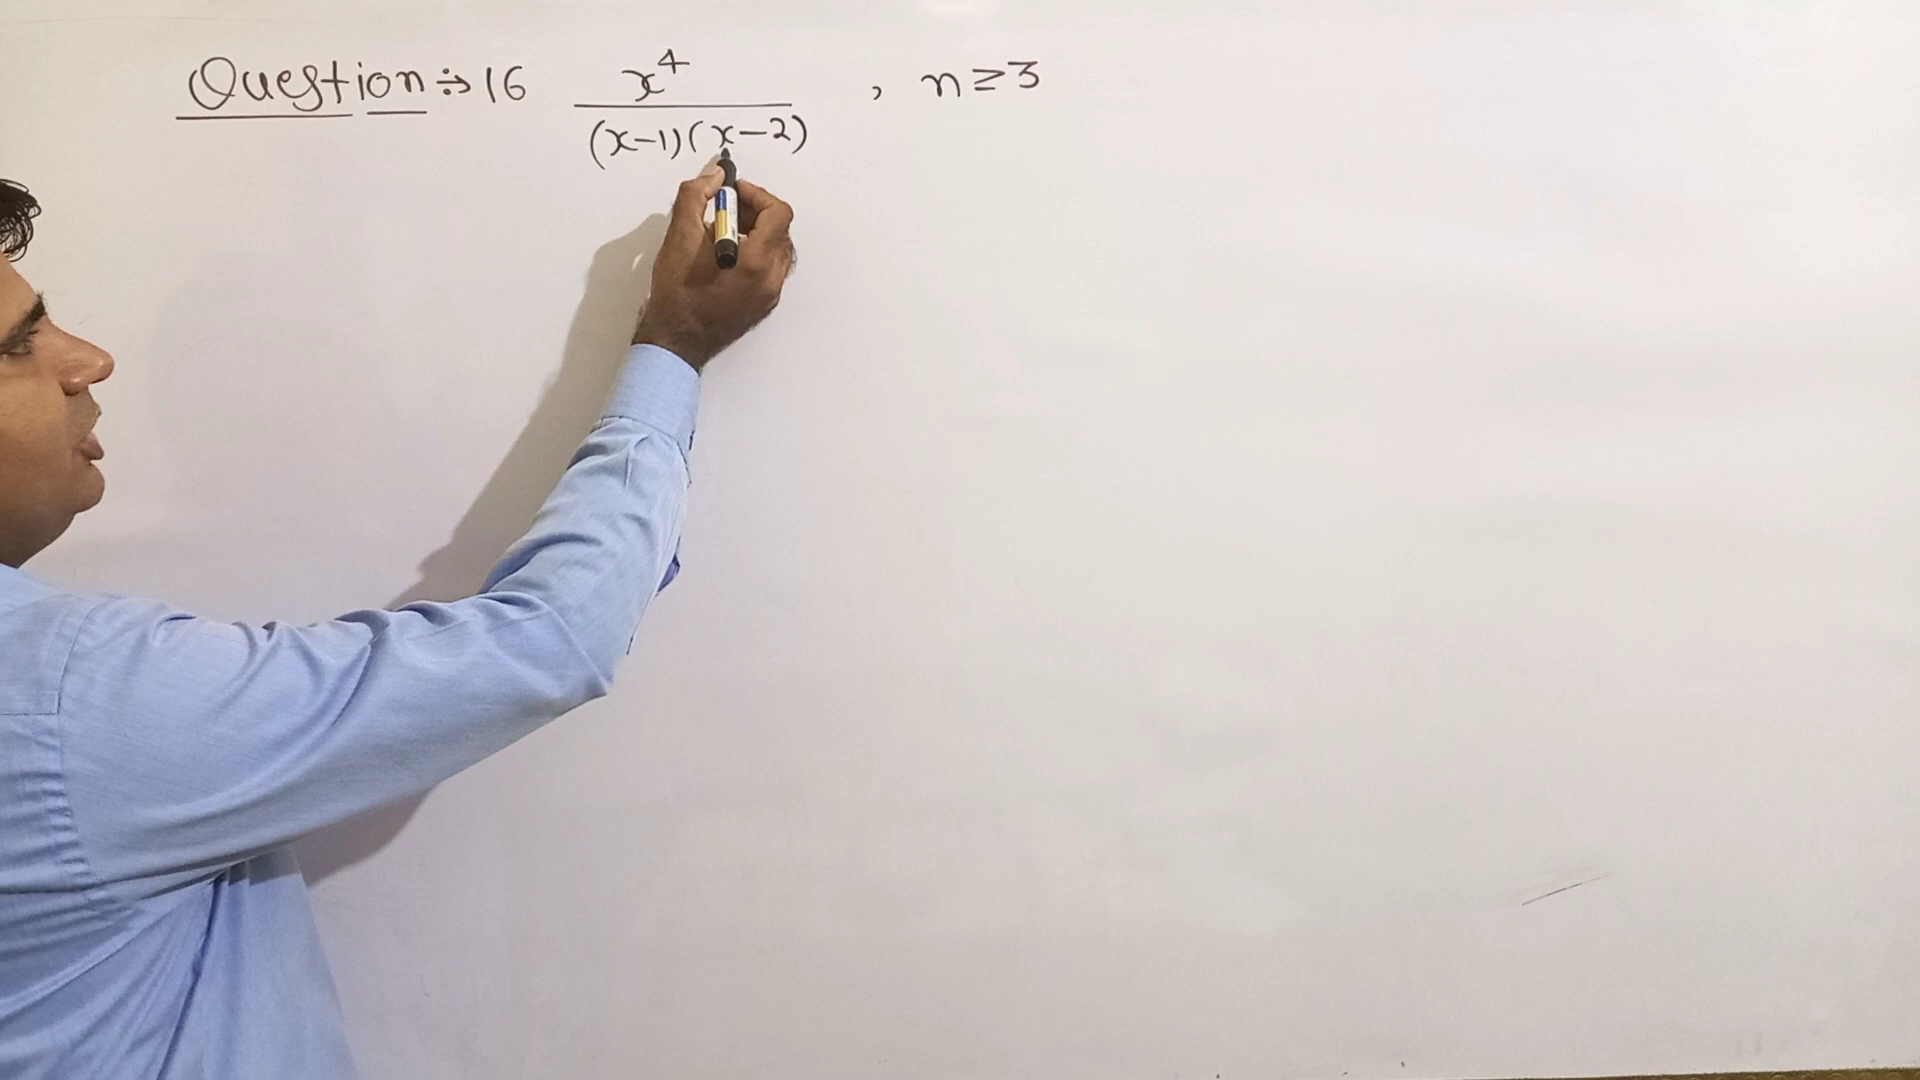 Question :→ 16 x⁴/((x-1)(x-2)) , n ≥ 3